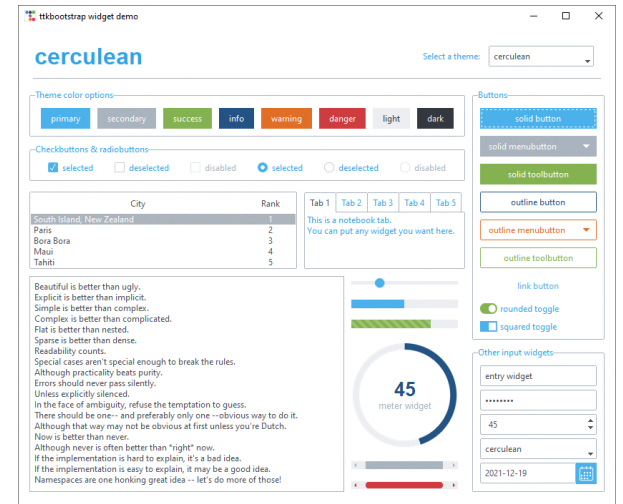 ttkbootstrap widget demo
cerculean
Select a theme: cerculean
Theme color options
primary secondary success info warning danger light dark
Checkbuttons & radiobuttons
selected deselected disabled selected deselected disabled
City Rank
South Island, New Zealand 1
Paris 2
Bora Bora 3
Maui 4
Tahiti 5
Tab 1 Tab 2 Tab 3 Tab 4 Tab 5
This is a notebook tab.
You can put any widget you want here.
Beautiful is better than ugly.
Explicit is better than implicit.
Simple is better than complex.
Complex is better than complicated.
Flat is better than nested.
Sparse is better than dense.
Readability counts.
Special cases aren't special enough to break the rules.
Although practicality beats purity.
Errors should never pass silently.
Unless explicitly silenced.
In the face of ambiguity, refuse the temptation to guess.
There should be one-- and preferably only one --obvious way to do it.
Although that way may not be obvious at first unless you're Dutch.
Now is better than never.
Although never is often better than *right* now.
If the implementation is hard to explain, it's a bad idea.
If the implementation is easy to explain, it may be a good idea.
Namespaces are one honking great idea -- let's do more of those!
45
meter widget
Buttons
solid button
solid menubutton
solid toolbutton
outline button
outline menubutton
outline toolbutton
link button
rounded toggle
squared toggle
Other input widgets
entry widget
••••••••
45
cerculean
2021-12-19